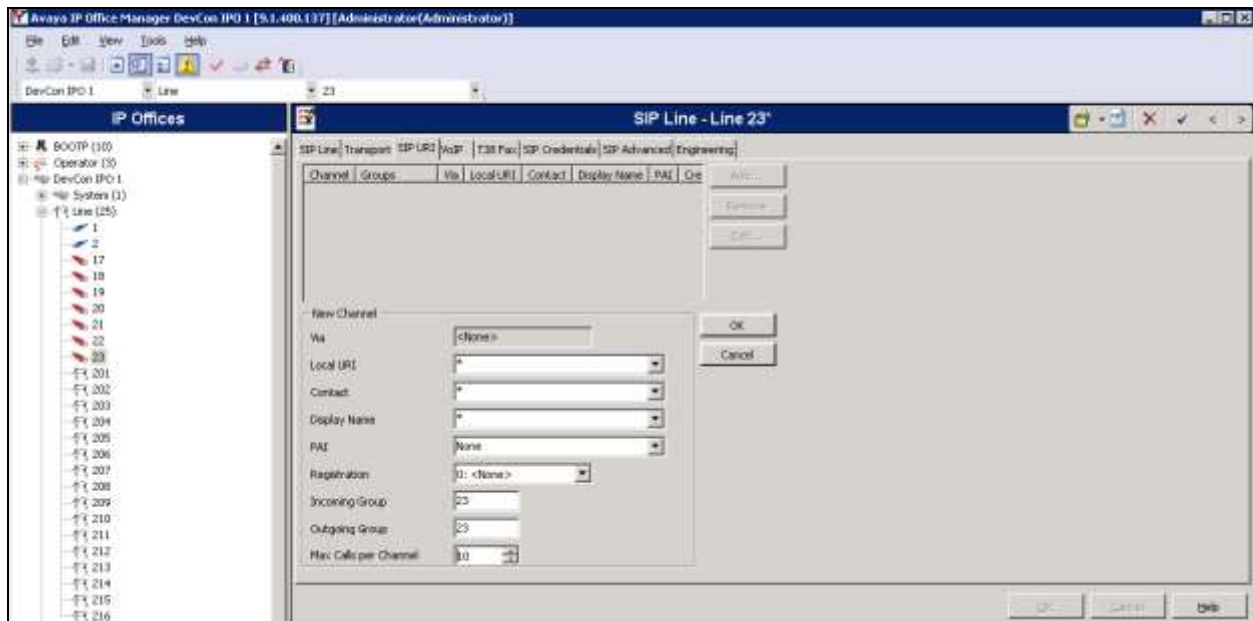 Avaya IP Office Manager DevCon IPO 1 [9.1.400.137] [Administrator(Administrator)]
File Edit View Tools Help
DevCon IPO 1 Line 23
IP Offices
SIP Line - Line 23*
BOOTP (10)
Operator (3)
DevCon IPO 1
System (1)
Line (25)
1
2
17
18
19
20
21
22
23
201
202
203
204
205
206
207
208
209
210
211
212
213
214
215
216
SIP Line Transport SIP URI VoIP T38 Fax SIP Credentials SIP Advanced Engineering
Channel Groups Via Local URI Contact Display Name PAI Cre
Add...
Remove
Edit...
New Channel
Via <None>
Local URI *
Contact *
Display Name *
PAI None
Registration 0: <None>
Incoming Group 23
Outgoing Group 23
Max Calls per Channel 10
OK
Cancel
OK Cancel Help